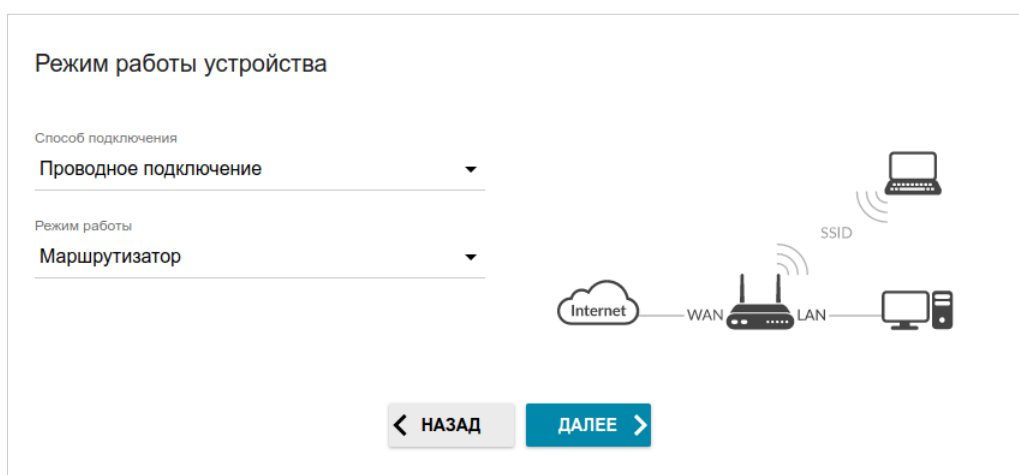 Режим работы устройства
Способ подключения
Проводное подключение
Режим работы
Маршрутизатор
SSID
Internet
WAN
LAN
НАЗАД
ДАЛЕЕ